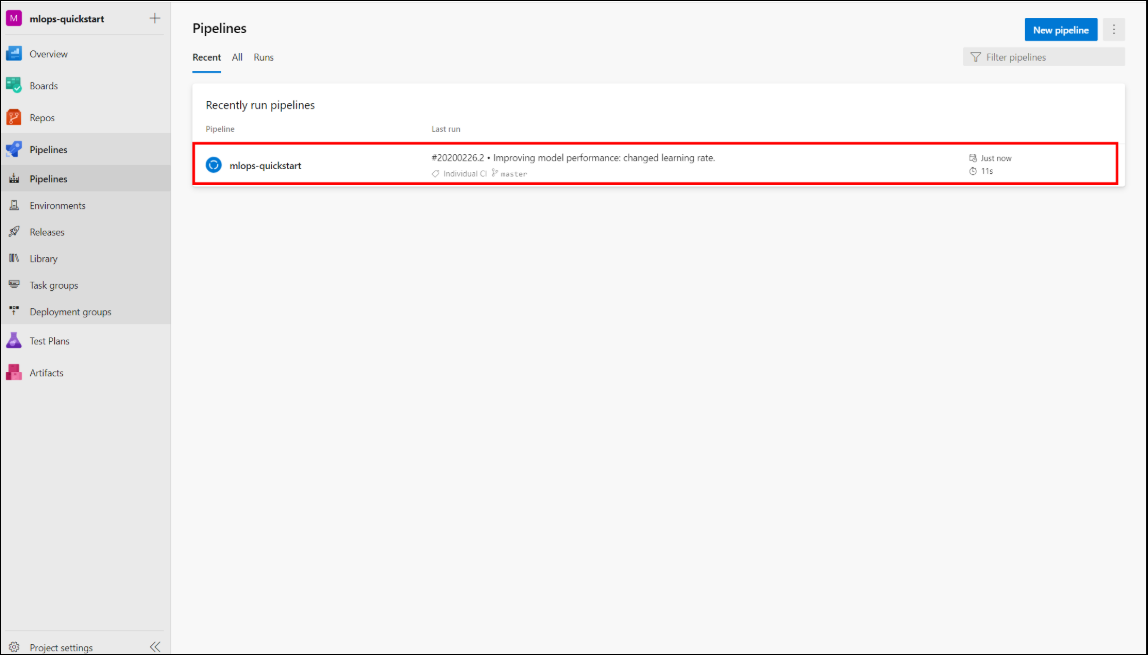 M mlops-quickstart
Overview
Boards
Repos
Pipelines
Pipelines
Environments
Releases
Library
Task groups
Deployment groups
Test Plans
Artifacts
Project settings
Pipelines
New pipeline
Recent All Runs
Filter pipelines
Recently run pipelines
Pipeline Last run
mlops-quickstart
#20200226.2 • Improving model performance: changed learning rate.
Individual CI master
Just now
11s